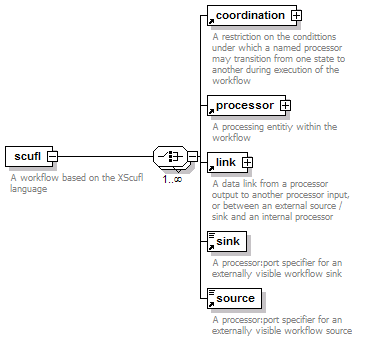 coordination
A restriction on the condittions
under which a named processor
may transition from one state to
another during execution of the
workflow
processor
A processing entity within the
workflow
scufl
A workflow based on the XScufl
language
1..∞
link
A data link from a processor
output to another processor input,
or between an external source /
sink and an internal processor
sink
A processor:port specifier for an
externally visible workflow sink
source
A processor:port specifier for an
externally visible workflow source